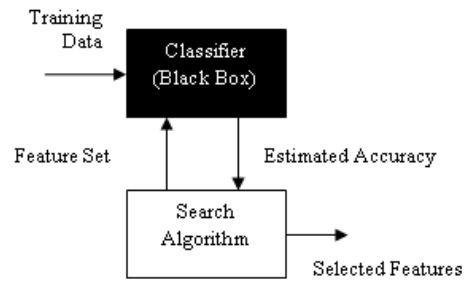 Training
Data
Classifier
(Black Box)
Feature Set
Estimated Accuracy
Search
Algorithm
Selected Features